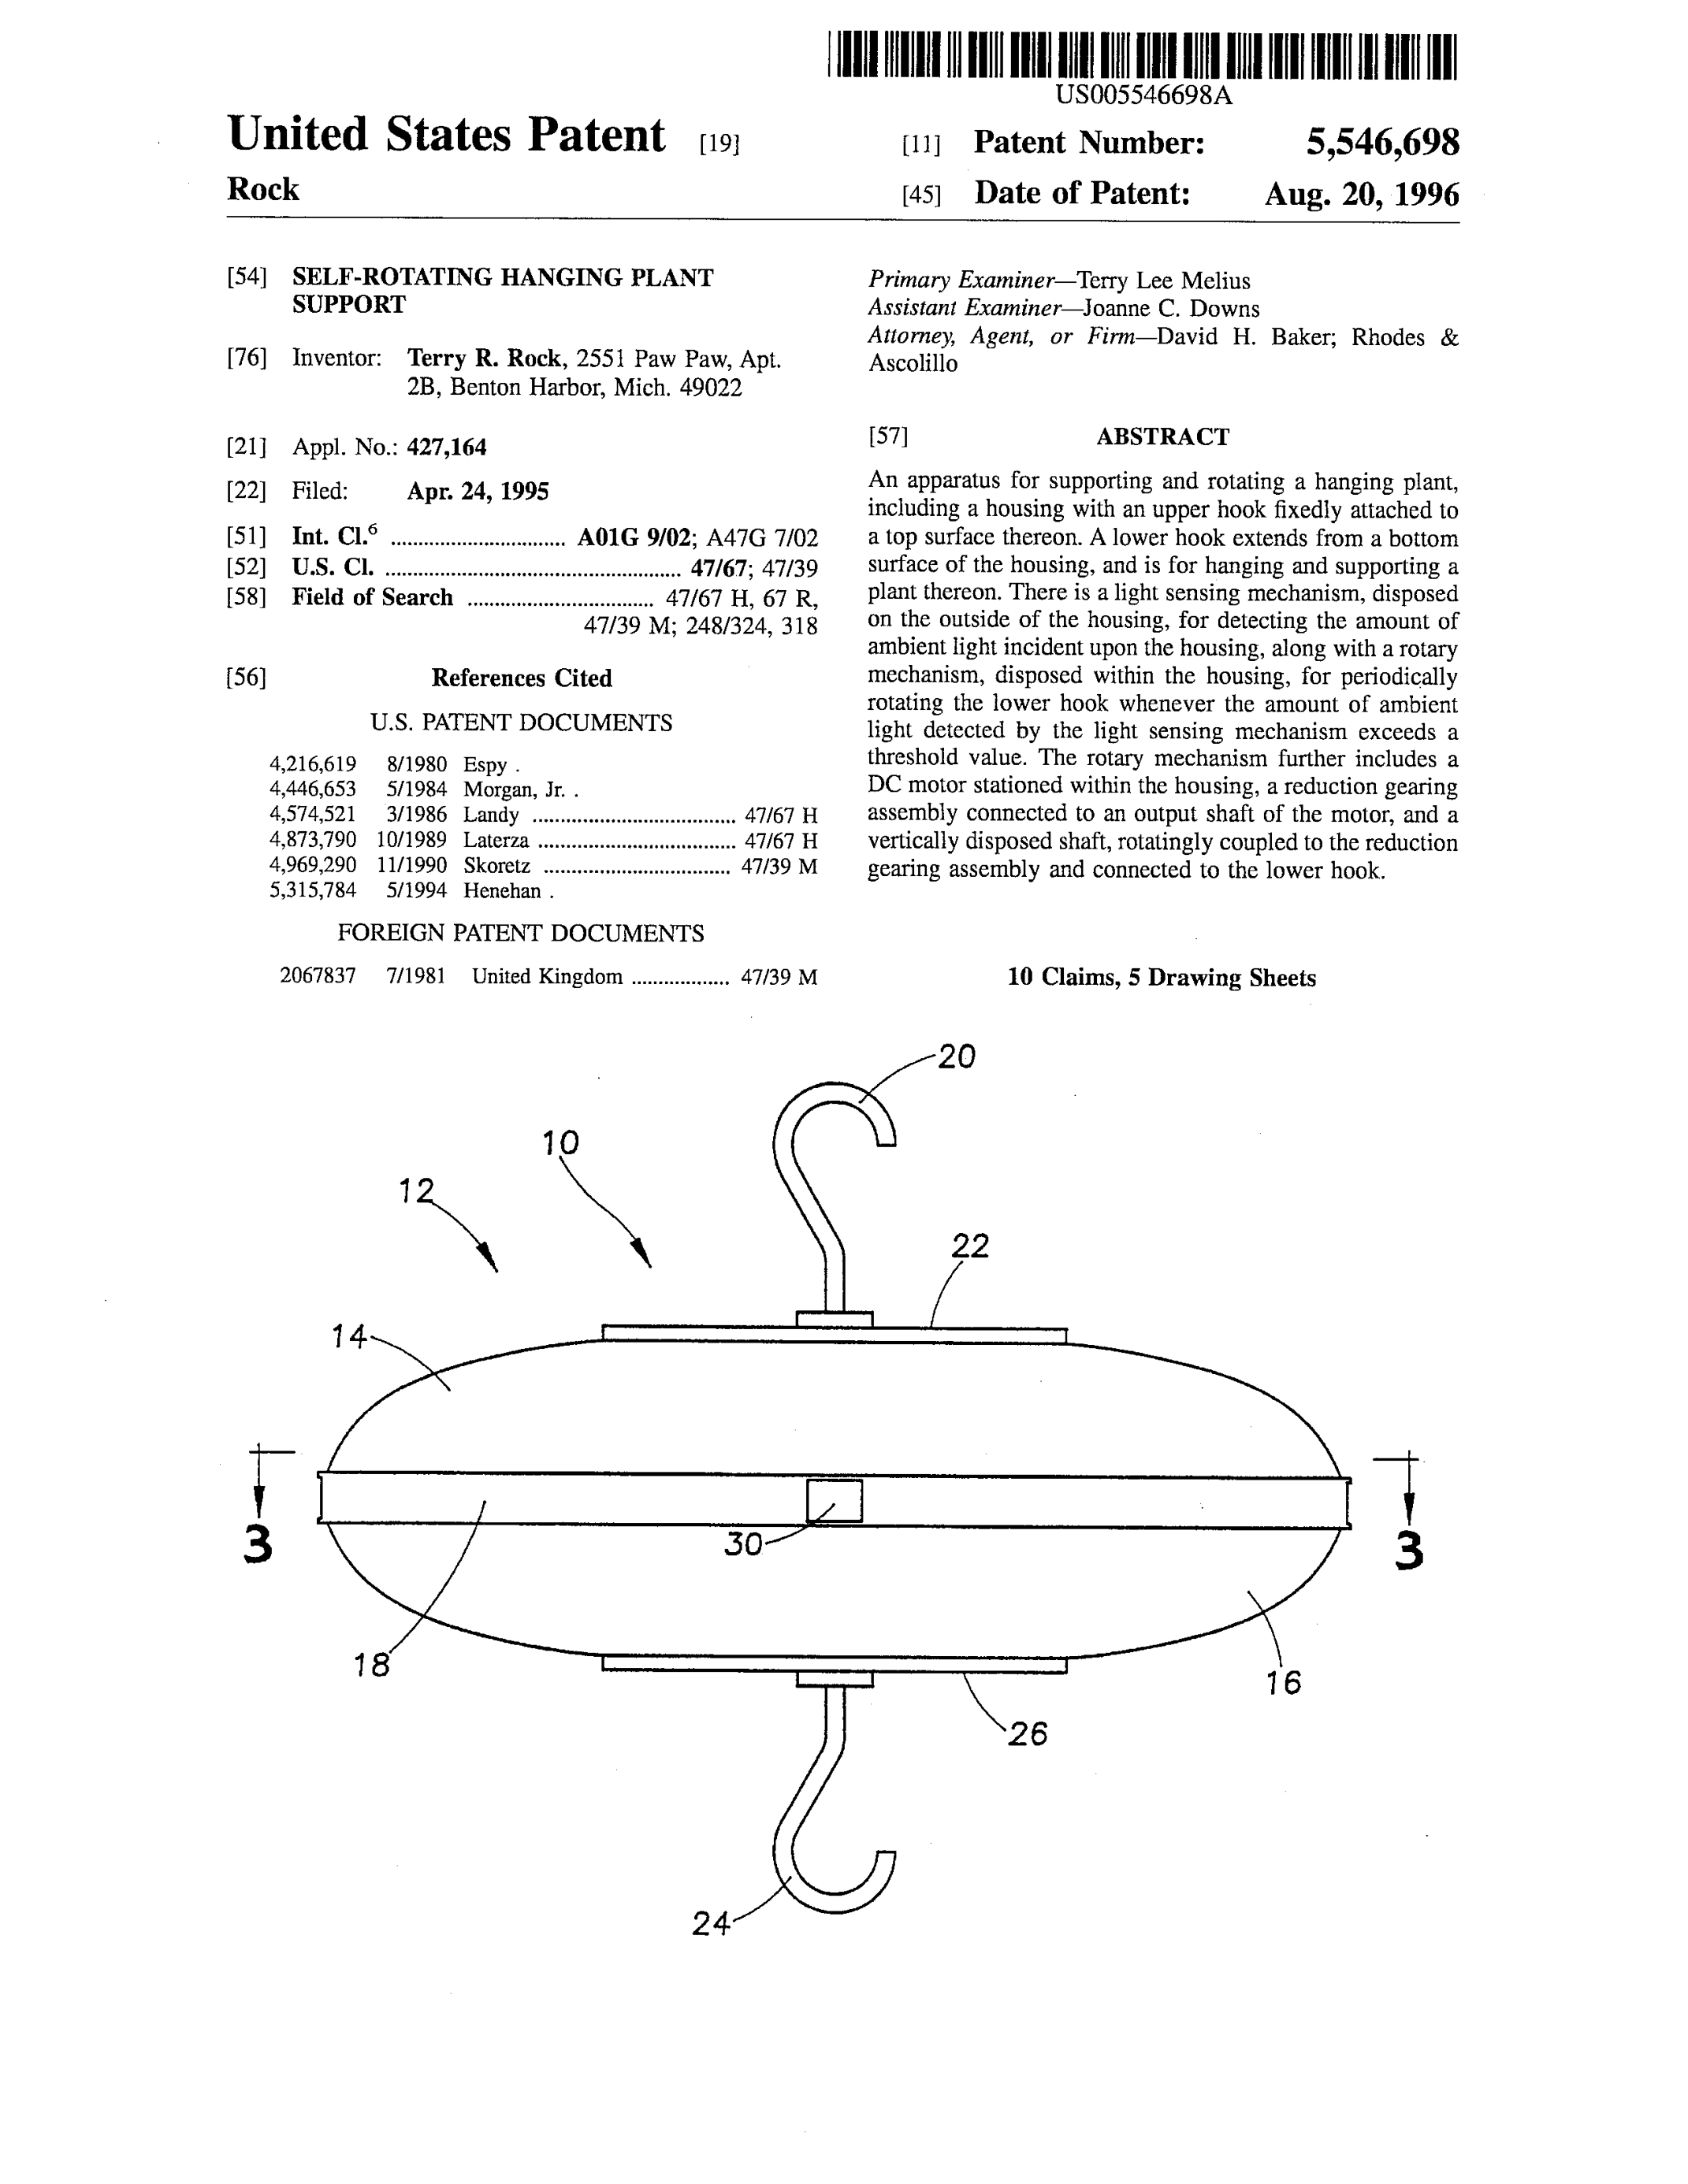 US005546698A
United States Patent [19]
Rock
[11] Patent Number: 5,546,698
[45] Date of Patent: Aug. 20, 1996
[54] SELF-ROTATING HANGING PLANT
SUPPORT
[76] Inventor: Terry R. Rock, 2551 Paw Paw, Apt.
2B, Benton Harbor, Mich. 49022
[21] Appl. No.: 427,164
[22] Filed: Apr. 24, 1995
[51] Int. Cl.⁶ ............................... A01G 9/02; A47G 7/02
[52] U.S. Cl. ...................................................... 47/67; 47/39
[58] Field of Search .................................. 47/67 H, 67 R,
47/39 M; 248/324, 318
[56] References Cited
U.S. PATENT DOCUMENTS
4,216,619 8/1980 Espy .
4,446,653 5/1984 Morgan, Jr. .
4,574,521 3/1986 Landy ...................................... 47/67 H
4,873,790 10/1989 Laterza ..................................... 47/67 H
4,969,290 11/1990 Skoretz ................................... 47/39 M
5,315,784 5/1994 Henehan .
FOREIGN PATENT DOCUMENTS
2067837 7/1981 United Kingdom .................. 47/39 M
Primary Examiner—Terry Lee Melius
Assistant Examiner—Joanne C. Downs
Attorney, Agent, or Firm—David H. Baker; Rhodes &
Ascolillo
[57] ABSTRACT
An apparatus for supporting and rotating a hanging plant,
including a housing with an upper hook fixedly attached to
a top surface thereon. A lower hook extends from a bottom
surface of the housing, and is for hanging and supporting a
plant thereon. There is a light sensing mechanism, disposed
on the outside of the housing, for detecting the amount of
ambient light incident upon the housing, along with a rotary
mechanism, disposed within the housing, for periodically
rotating the lower hook whenever the amount of ambient
light detected by the light sensing mechanism exceeds a
threshold value. The rotary mechanism further includes a
DC motor stationed within the housing, a reduction gearing
assembly connected to an output shaft of the motor, and a
vertically disposed shaft, rotatingly coupled to the reduction
gearing assembly and connected to the lower hook.
10 Claims, 5 Drawing Sheets
20
10
12
22
14
3
30
3
18
16
26
24